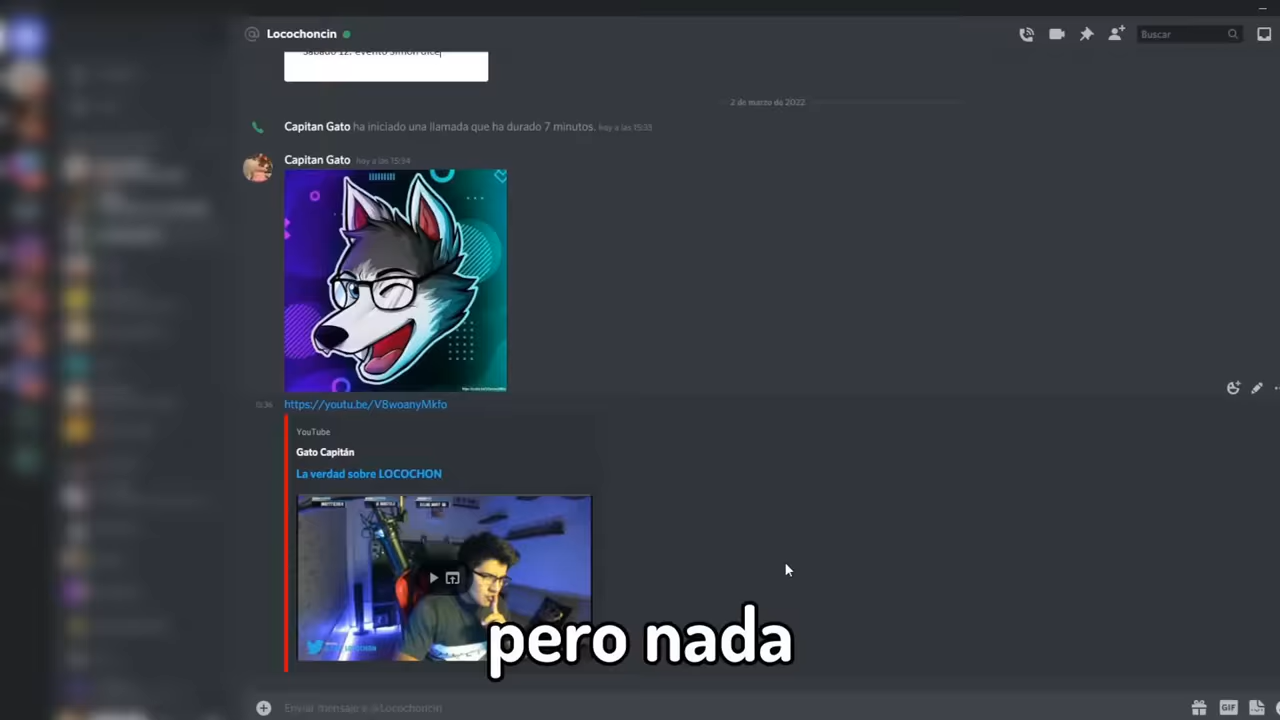 Locochoncin
Buscar
Sábado 12: evento simón dice
2 de marzo de 2022
Capitan Gato ha iniciado una llamada que ha durado 7 minutos. hoy a las 15:33
Capitan Gato hoy a las 15:34
https://youtu.be/V8woanyMkfo
YouTube
Gato Capitán
La verdad sobre LOCOCHON
pero nada
Enviar mensaje a @Locochoncin
GIF